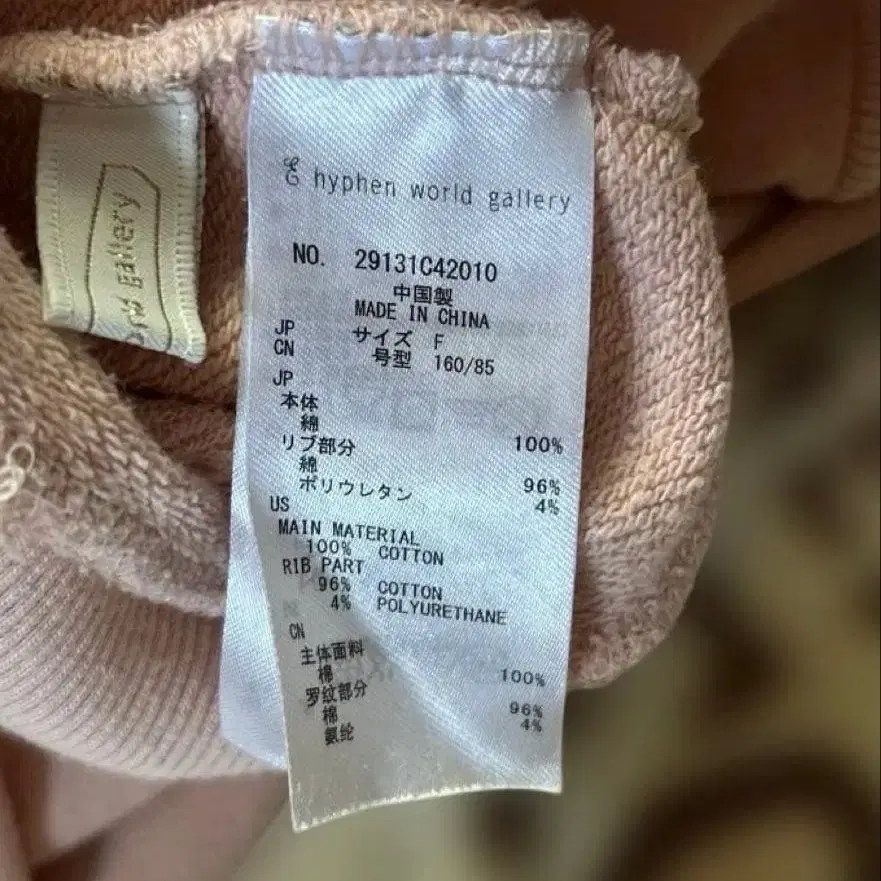 hyphen world gallery
NO. 29131C42010
中国製
MADE IN CHINA
JP サイズ F
CN 号型 160/85
JP
本体
綿 100%
リブ部分
綿 96%
ポリウレタン 4%
US
MAIN MATERIAL
100% COTTON
RIB PART
96% COTTON
4% POLYURETHANE
CN
主体面料
棉 100%
罗纹部分
棉 96%
氨纶 4%
gallery